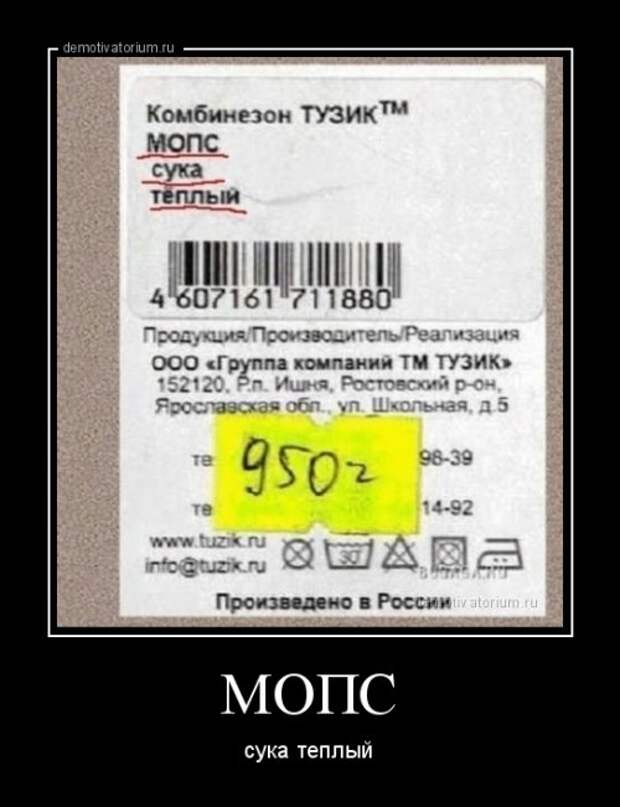 demotivatorium.ru
Комбинезон ТУЗИК™
МОПС
сука
тёплый
4 607161 711880
Продукция/Производитель/Реализация
ООО «Группа компаний ТМ ТУЗИК»
152120, Р.п. Ишня, Ростовский р-он,
Ярославская обл., ул. Школьная, д.5
те 98-39
950г
те 14-92
www.tuzik.ru
info@tuzik.ru
30°
Произведено в России
МОПС
сука теплый